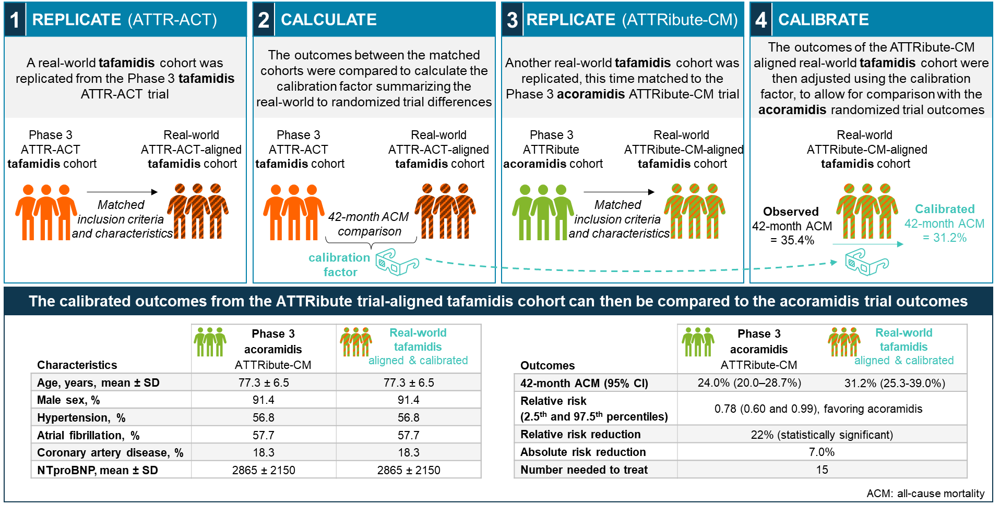 1 REPLICATE (ATTR-ACT)
A real-world tafamidis cohort was
replicated from the Phase 3 tafamidis
ATTR-ACT trial
Phase 3
ATTR-ACT
tafamidis cohort
Real-world
ATTR-ACT-aligned
tafamidis cohort
Matched
inclusion criteria
and characteristics
2 CALCULATE
The outcomes between the matched
cohorts were compared to calculate the
calibration factor summarizing the
real-world to randomized trial differences
Phase 3
ATTR-ACT
tafamidis cohort
Real-world
ATTR-ACT-aligned
tafamidis cohort
42-month ACM
comparison
calibration
factor
3 REPLICATE (ATTRibute-CM)
Another real-world tafamidis cohort was
replicated, this time matched to the
Phase 3 acoramidis ATTRibute-CM trial
Phase 3
ATTRibute
acoramidis cohort
Real-world
ATTRibute-CM-aligned
tafamidis cohort
Matched
inclusion criteria
and characteristics
4 CALIBRATE
The outcomes of the ATTRibute-CM
aligned real-world tafamidis cohort were
then adjusted using the calibration
factor, to allow for comparison with the
acoramidis randomized trial outcomes
Real-world
ATTRibute-CM-aligned
tafamidis cohort
Observed
42-month ACM
= 35.4%
Calibrated
42-month ACM
= 31.2%
The calibrated outcomes from the ATTRibute trial-aligned tafamidis cohort can then be compared to the acoramidis trial outcomes
Characteristics
Phase 3
acoramidis
ATTRibute-CM
Real-world
tafamidis
aligned & calibrated
Age, years, mean ± SD 77.3 ± 6.5 77.3 ± 6.5
Male sex, % 91.4 91.4
Hypertension, % 56.8 56.8
Atrial fibrillation, % 57.7 57.7
Coronary artery disease, % 18.3 18.3
NTproBNP, mean ± SD 2865 ± 2150 2865 ± 2150
Outcomes
Phase 3
acoramidis
ATTRibute-CM
Real-world
tafamidis
aligned & calibrated
42-month ACM (95% CI) 24.0% (20.0–28.7%) 31.2% (25.3-39.0%)
Relative risk
(2.5th and 97.5th percentiles) 0.78 (0.60 and 0.99), favoring acoramidis
Relative risk reduction 22% (statistically significant)
Absolute risk reduction 7.0%
Number needed to treat 15
ACM: all-cause mortality